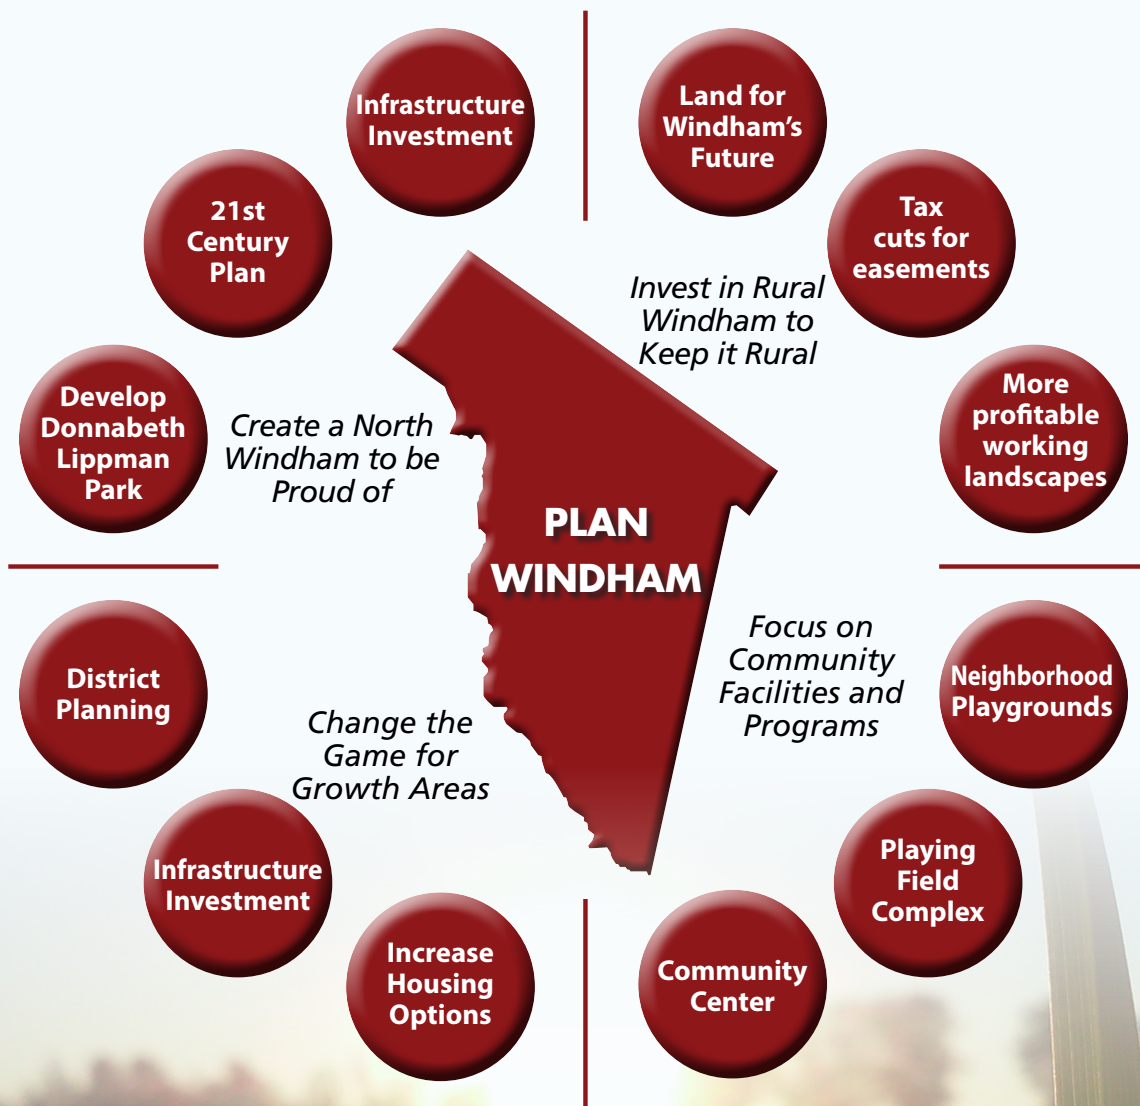 Infrastructure
Investment
21st
Century
Plan
Develop
Donnabeth
Lippman
Park
Create a North
Windham to be
Proud of
Land for
Windham's
Future
Tax
cuts for
easements
More
profitable
working
landscapes
Invest in Rural
Windham to
Keep it Rural
PLAN
WINDHAM
District
Planning
Infrastructure
Investment
Increase
Housing
Options
Change the
Game for
Growth Areas
Focus on
Community
Facilities and
Programs
Neighborhood
Playgrounds
Playing
Field
Complex
Community
Center